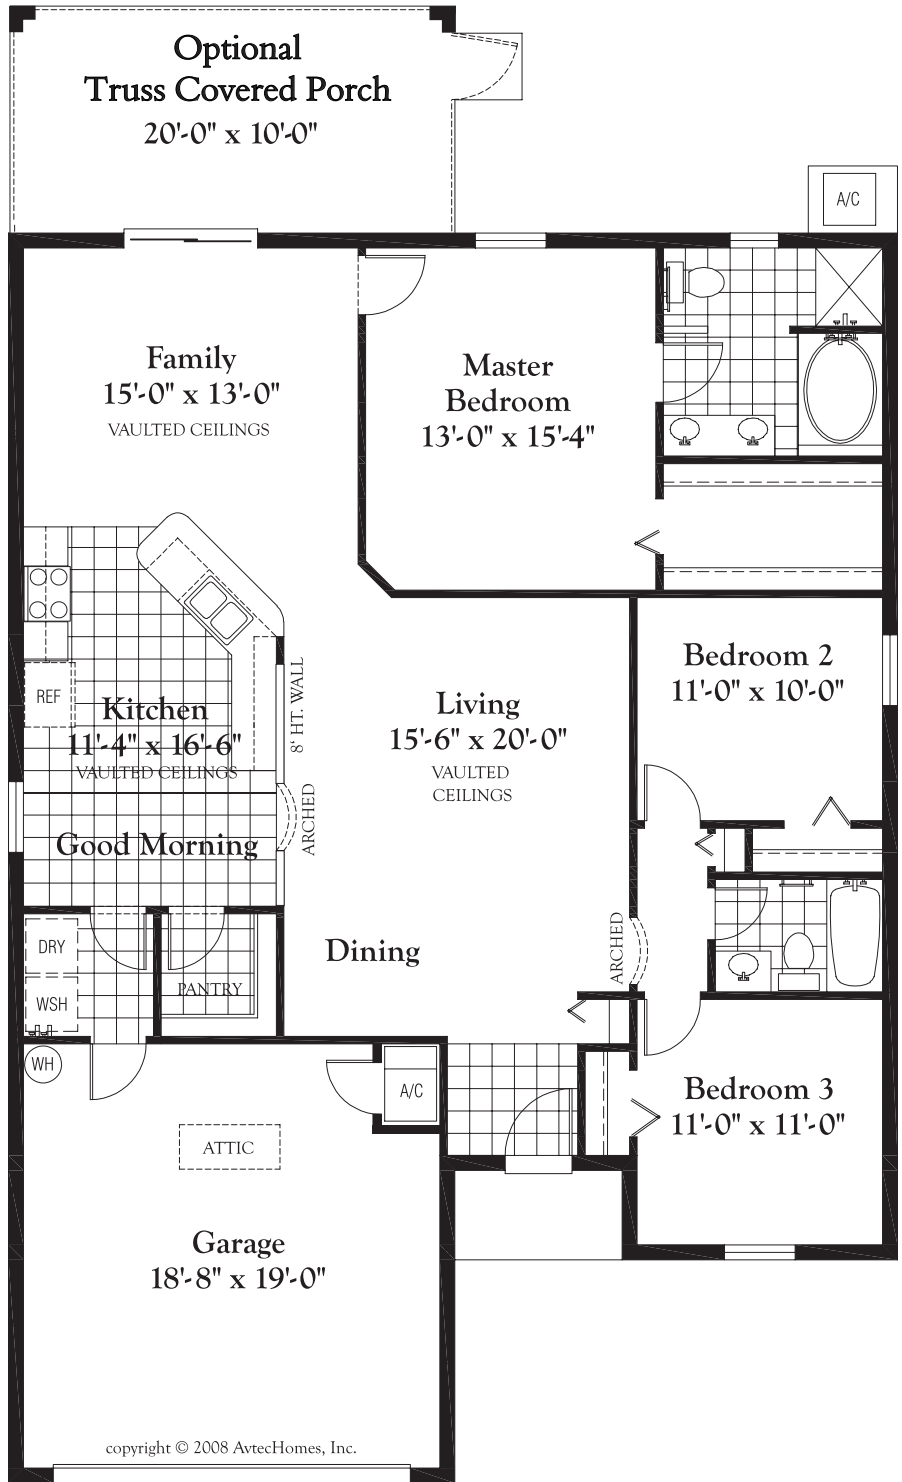 Optional
Truss Covered Porch
20'-0" x 10'-0"
A/C
Family
15'-0" x 13'-0"
VAULTED CEILINGS
Master
Bedroom
13'-0" x 15'-4"
REF
Kitchen
11'-4" x 16'-6"
VAULTED CEILINGS
8' HT. WALL
Living
15'-6" x 20'-0"
VAULTED
CEILINGS
Bedroom 2
11'-0" x 10'-0"
ARCHED
Good Morning
DRY
WSH
PANTRY
Dining
ARCHED
WH
A/C
Bedroom 3
11'-0" x 11'-0"
ATTIC
Garage
18'-8" x 19'-0"
copyright © 2008 AvtecHomes, Inc.